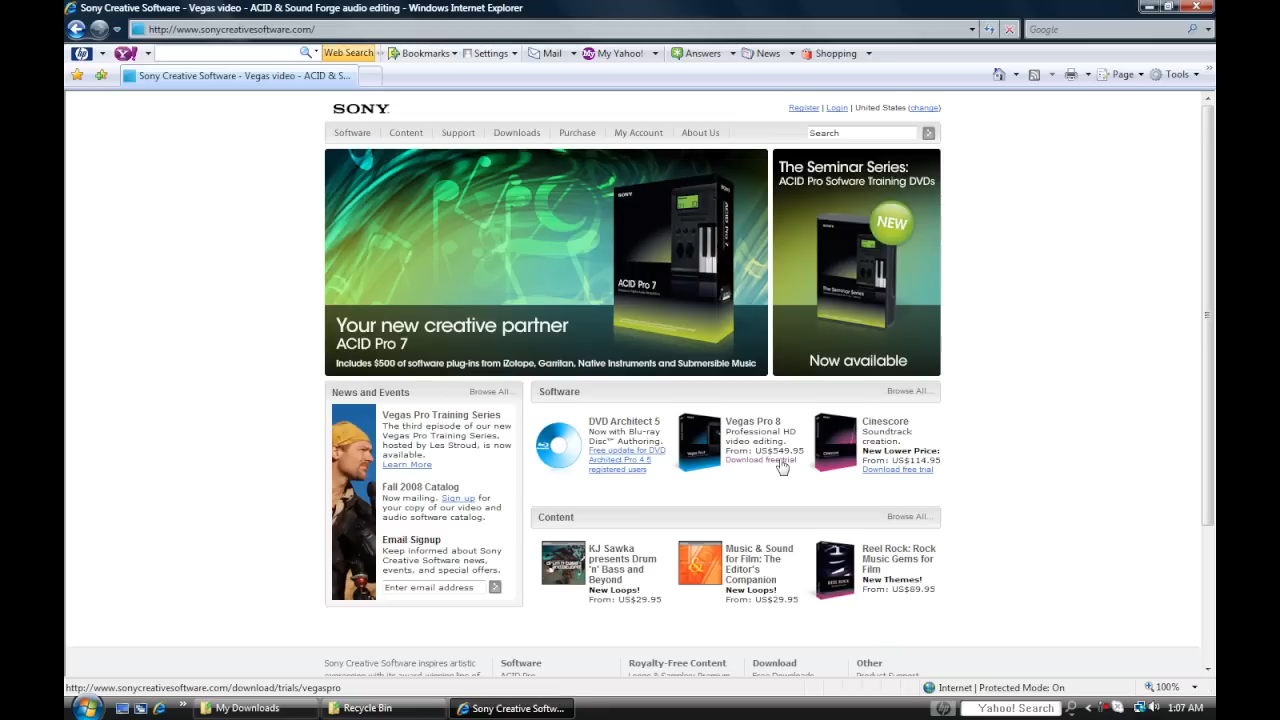 Sony Creative Software - Vegas video - ACID & Sound Forge audio editing - Windows Internet Explorer
http://www.sonycreativesoftware.com/
Google
Web Search
Bookmarks
Settings
Mail
My Yahoo!
Answers
News
Shopping
Sony Creative Software - Vegas video - ACID & S...
Page
Tools
SONY
Register | Login | United States (change)
Software
Content
Support
Downloads
Purchase
My Account
About Us
Search
SONY
ACID Pro 7
Your new creative partner
ACID Pro 7
Includes $500 of software plug-ins from iZotope, Garritan, Native Instruments and Submersible Music
The Seminar Series:
ACID Pro Sofware Training DVDs
NEW
The Seminar Series
Now available
News and Events
Browse All...
Vegas Pro Training Series
The third episode of our new
Vegas Pro Training Series,
hosted by Les Stroud, is now
available.
Learn More
Fall 2008 Catalog
Now mailing. Sign up for
your copy of our video and
audio software catalog.
Email Signup
Keep informed about Sony
Creative Software news,
events, and special offers.
Enter email address
Software
Browse All...
DVD Architect 5
Now with Blu-ray
Disc™ Authoring.
Free update for DVD
Architect Pro 4.5
registered users
Vegas Pro 8
Professional HD
video editing.
From: US$549.95
Download free trial
Cinescore
Soundtrack
creation.
New Lower Price:
From: US$114.95
Download free trial
Content
Browse All...
KJ Sawka
presents Drum
'n' Bass and
Beyond
New Loops!
From: US$29.95
Music & Sound
for Film: The
Editor's
Companion
New Loops!
From: US$29.95
REEL ROCK
Reel Rock: Rock
Music Gems for
Film
New Themes!
From: US$89.95
Sony Creative Software inspires artistic
Software
Royalty-Free Content
Download
Other
http://www.sonycreativesoftware.com/download/trials/vegaspro
Internet | Protected Mode: On
100%
My Downloads
Recycle Bin
Sony Creative Softw...
Yahoo! Search
1:07 AM